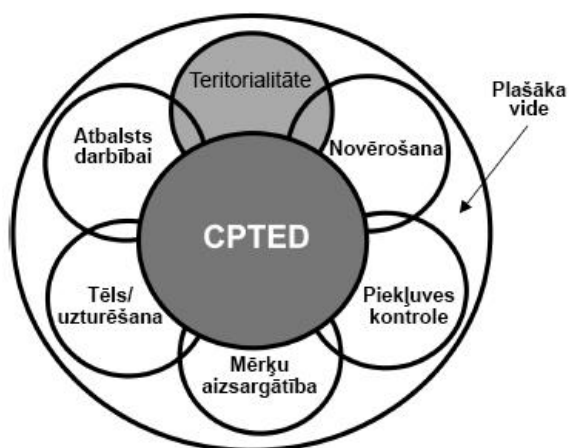 Teritorialitāte
Plašāka
vide
Atbalsts
darbībai
Novērošana
CPTED
Tēls/
uzturēšana
Piekļuves
kontrole
Mērķu
aizsargātība